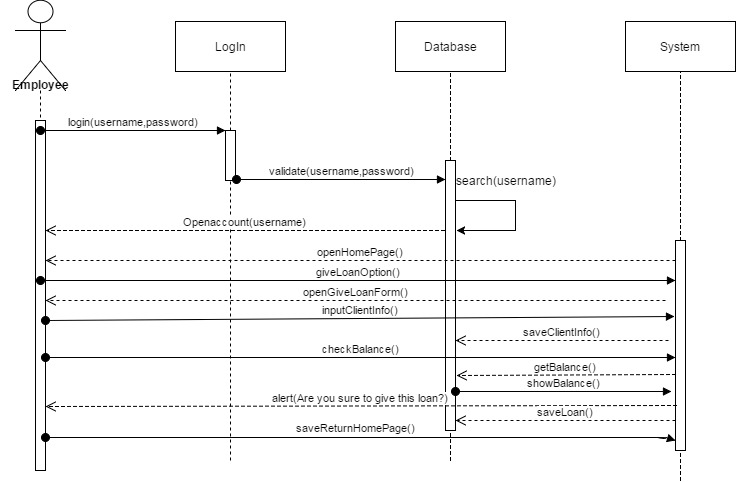 LogIn
Database
System
Employee
login(username,password)
validate(username,password)
search(username)
Openaccount(username)
openHomePage()
giveLoanOption()
openGiveLoanForm()
inputClientInfo()
saveClientInfo()
checkBalance()
getBalance()
showBalance()
alert(Are you sure to give this loan?)
saveLoan()
saveReturnHomePage()